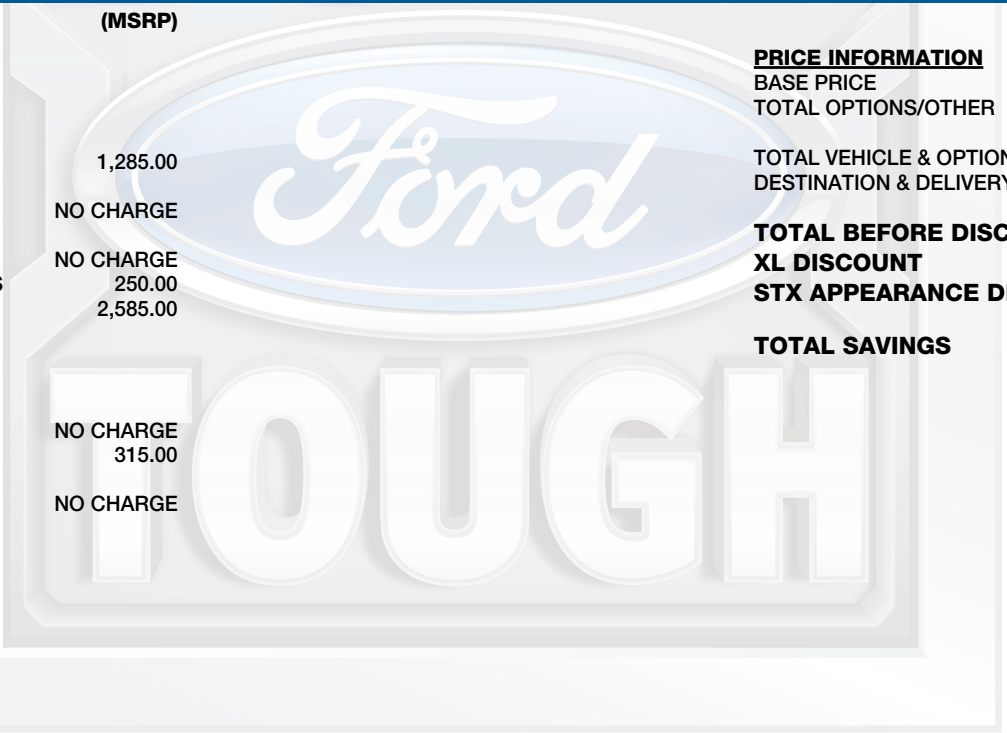 (MSRP)
1,285.00
NO CHARGE
NO CHARGE
250.00
2,585.00
NO CHARGE
315.00
NO CHARGE
PRICE INFORMATION
BASE PRICE
TOTAL OPTIONS/OTHER
TOTAL VEHICLE & OPTION
DESTINATION & DELIVERY
TOTAL BEFORE DISC
XL DISCOUNT
STX APPEARANCE DI
TOTAL SAVINGS
Ford
TOUGH